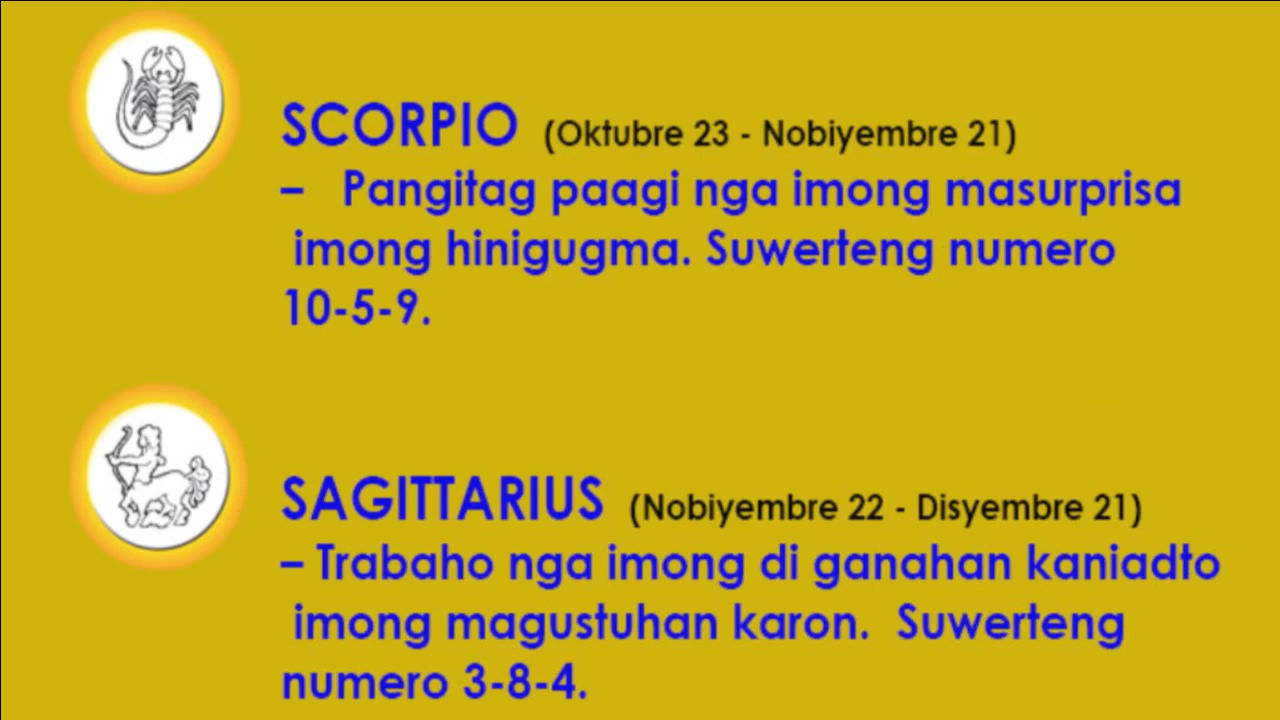 SCORPIO (Oktubre 23 - Nobiyembre 21)
– Pangitag paagi nga imong masurprisa
imong hinigugma. Suwerteng numero
10-5-9.
SAGITTARIUS (Nobiyembre 22 - Disyembre 21)
– Trabaho nga imong di ganahan kaniadto
imong magustuhan karon. Suwerteng
numero 3-8-4.